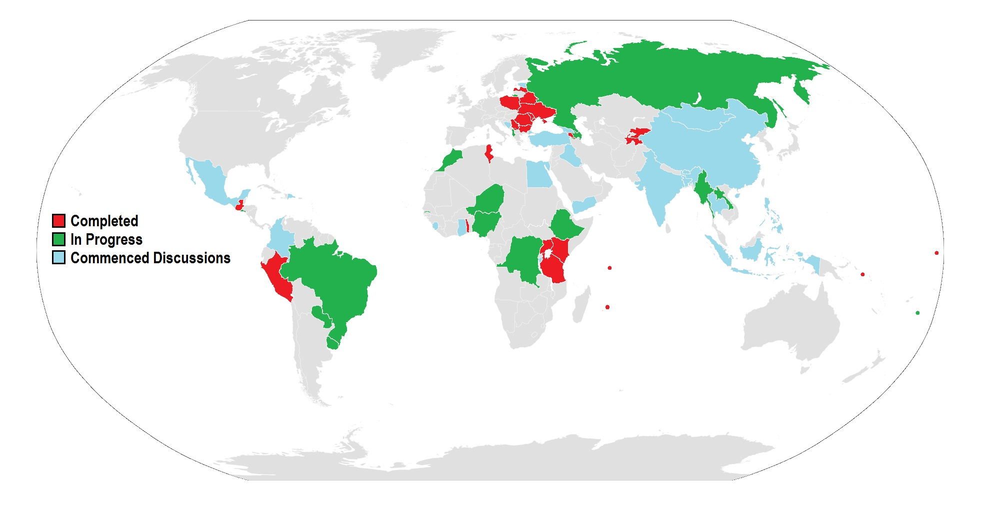 Completed
In Progress
Commenced Discussions